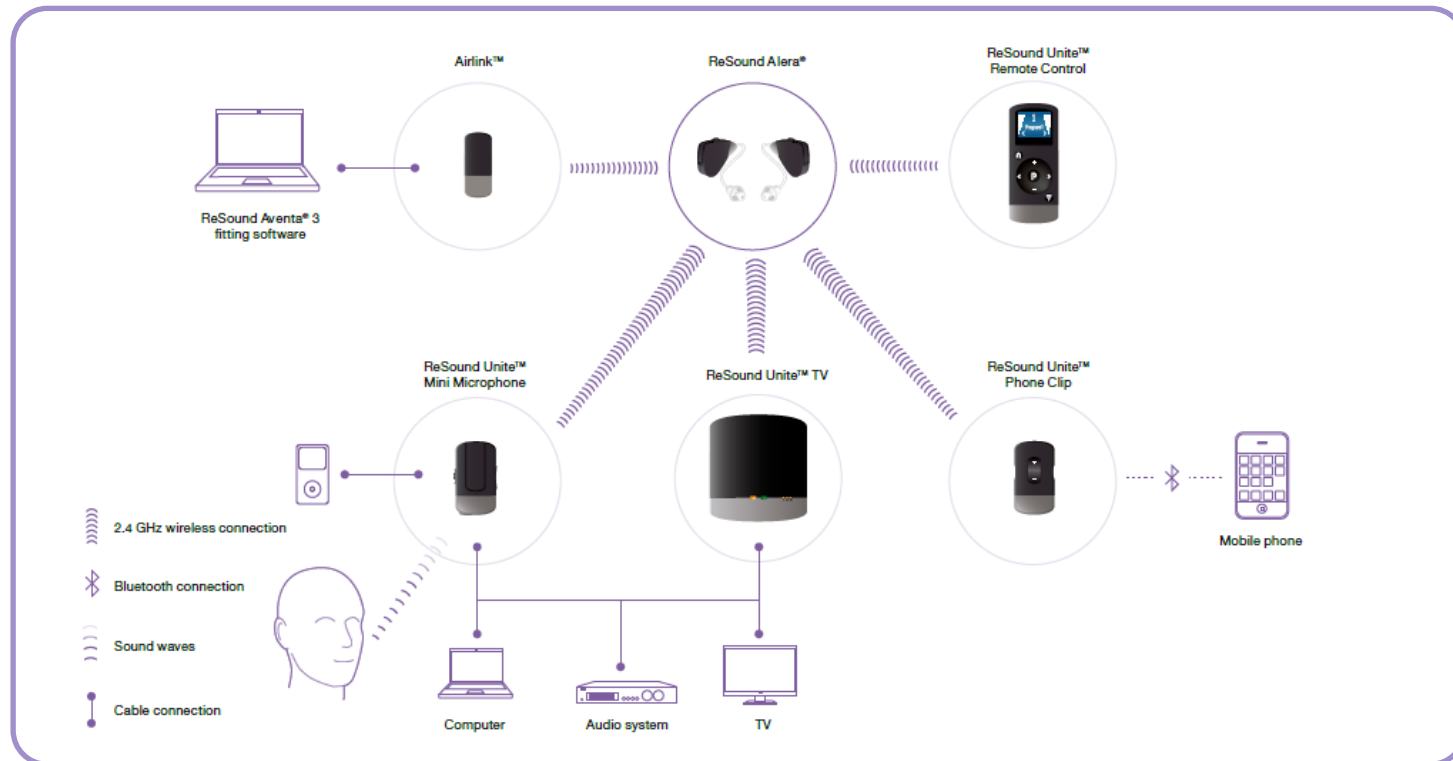 Airlink™
ReSound Alera®
ReSound Unite™
Remote Control
ReSound Aventa® 3
fitting software
ReSound Unite™
Mini Microphone
ReSound Unite™ TV
ReSound Unite™
Phone Clip
2.4 GHz wireless connection
Bluetooth connection
Sound waves
Cable connection
Computer
Audio system
TV
Mobile phone
P